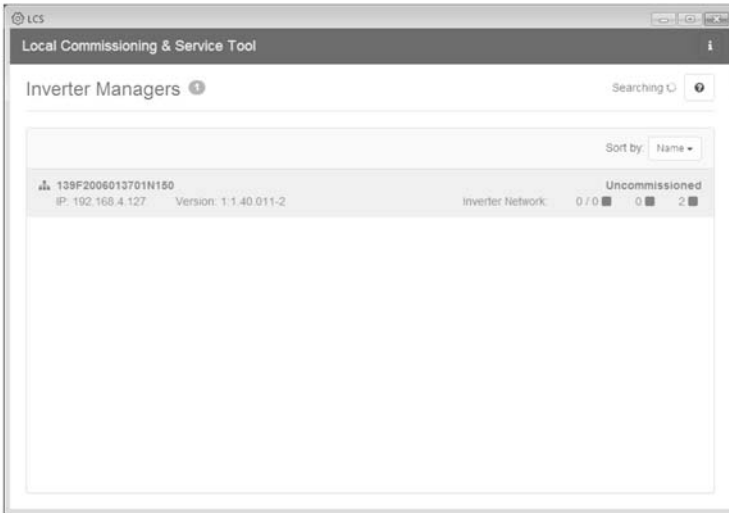 LCS
Local Commissioning & Service Tool
i
Inverter Managers 1
Searching ?
Sort by: Name
139F2006013701N150 Uncommissioned
IP: 192.168.4.127 Version: 1.1.40.011-2 Inverter Network: 0 / 0 0 2